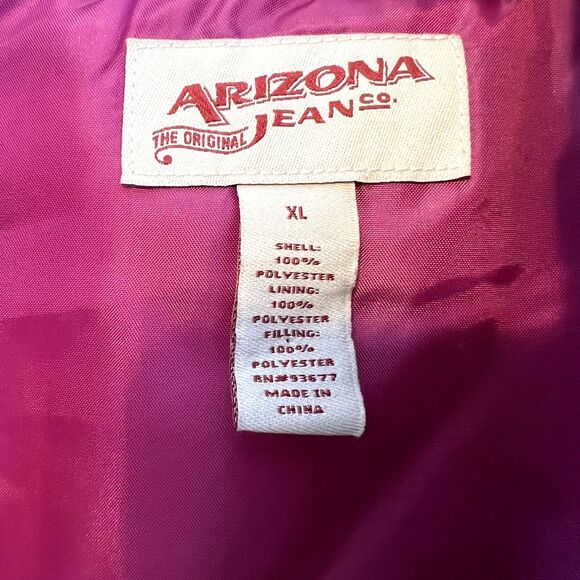 ARIZONA
THE ORIGINAL JEAN CO.
XL
SHELL:
100%
POLYESTER
LINING:
100%
POLYESTER
FILLING:
100%
POLYESTER
RN#93677
MADE IN
CHINA